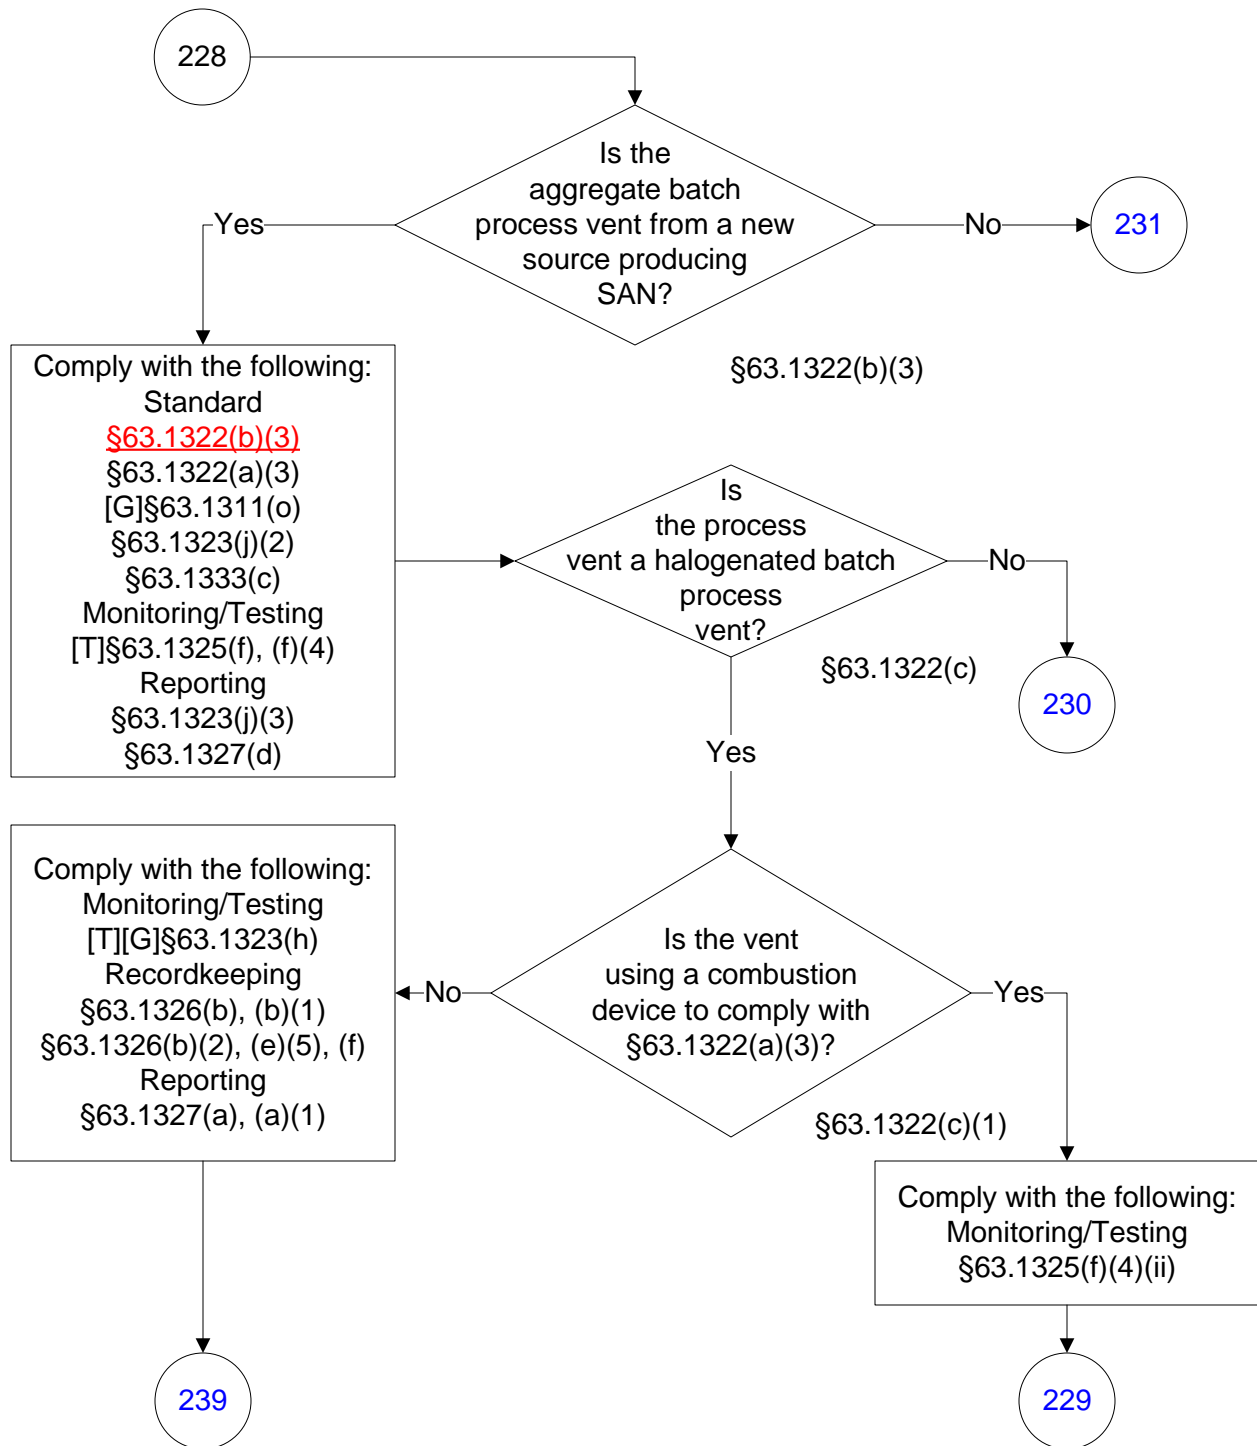 228
Is the
aggregate batch
process vent from a new
source producing
SAN?
Yes
No
231
§63.1322(b)(3)
Comply with the following:
Standard
§63.1322(b)(3)
§63.1322(a)(3)
[G]§63.1311(o)
§63.1323(j)(2)
§63.1333(c)
Monitoring/Testing
[T]§63.1325(f), (f)(4)
Reporting
§63.1323(j)(3)
§63.1327(d)
Is
the process
vent a halogenated batch
process
vent?
No
§63.1322(c)
230
Yes
Comply with the following:
Monitoring/Testing
[T][G]§63.1323(h)
Recordkeeping
§63.1326(b), (b)(1)
§63.1326(b)(2), (e)(5), (f)
Reporting
§63.1327(a), (a)(1)
No
Is the vent
using a combustion
device to comply with
§63.1322(a)(3)?
Yes
§63.1322(c)(1)
Comply with the following:
Monitoring/Testing
§63.1325(f)(4)(ii)
239
229